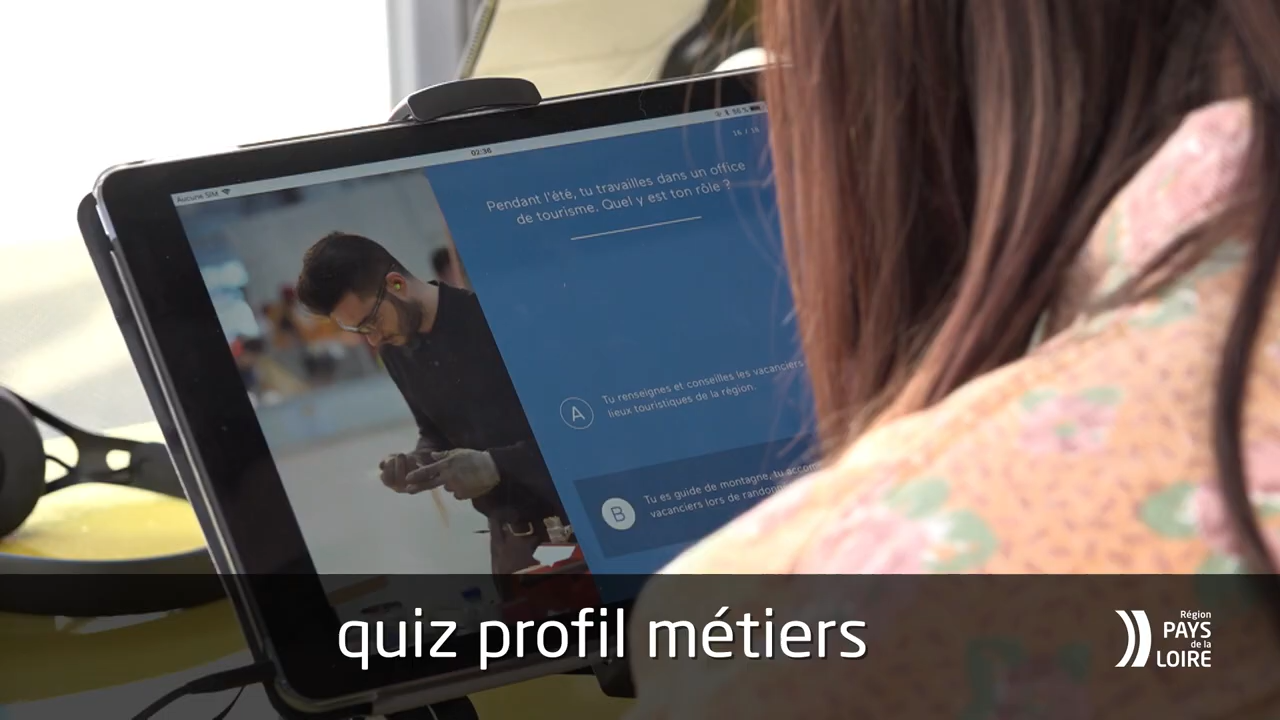 Aucune SIM
02:36
16 / 16
Pendant l'été, tu travailles dans un office
de tourisme. Quel y est ton rôle ?
A
Tu renseignes et conseilles les vacanciers
lieux touristiques de la région.
B
Tu es guide de montagne, tu
vacanciers lors de
quiz profil métiers
Région
PAYS
de la
LOIRE